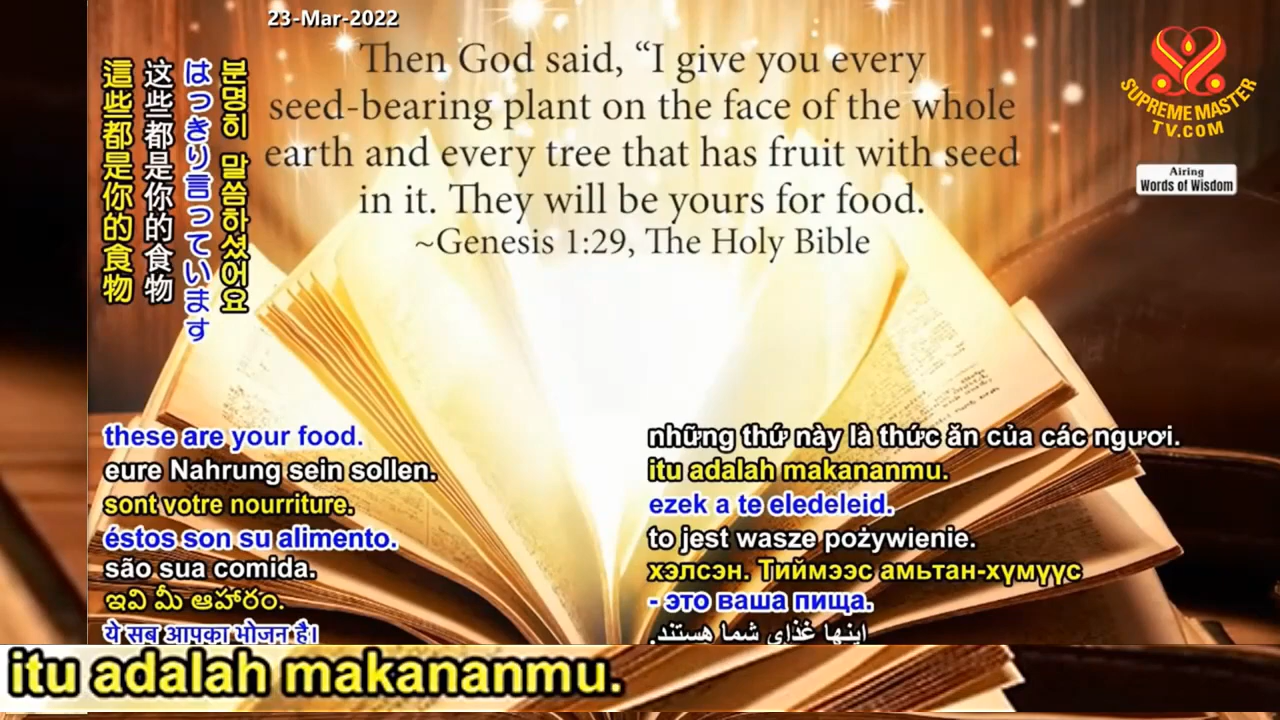 23-Mar-2022
Then God said, “I give you every
seed-bearing plant on the face of the whole
earth and every tree that has fruit with seed
in it. They will be yours for food.
~Genesis 1:29, The Holy Bible
SUPREME MASTER
TV.COM
Airing
Words of Wisdom
這些都是你的食物
这些都是你的食物
はっきり言っています
분명히 말씀하셨어요
these are your food.
eure Nahrung sein sollen.
sont votre nourriture.
éstos son su alimento.
são sua comida.
ఇవి మీ ఆహారం.
ये सब आपका भोजन है।
những thứ này là thức ăn của các ngươi.
itu adalah makananmu.
ezek a te eledeleid.
to jest wasze pożywienie.
хэлсэн. Тиймээс амьтан-хүмүүс
- это ваша пища.
اینها غذای شما هستند.
itu adalah makananmu.